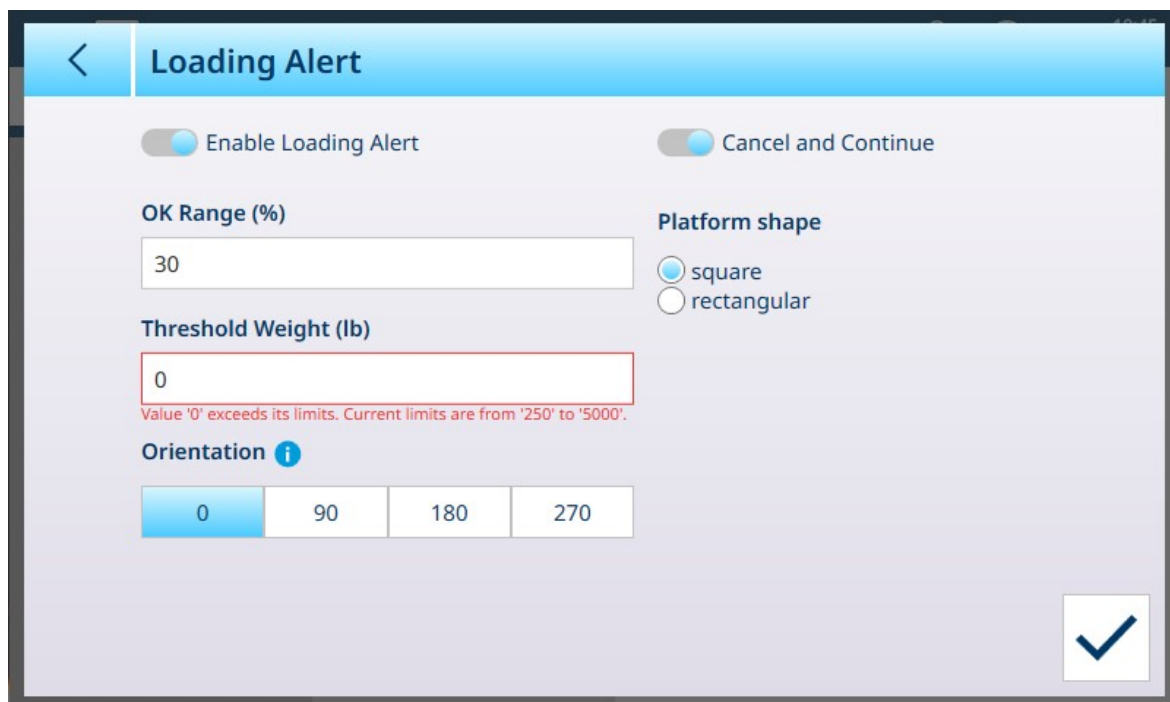 Loading Alert
Enable Loading Alert
Cancel and Continue
OK Range (%)
30
Platform shape
square
rectangular
Threshold Weight (lb)
0
Value '0' exceeds its limits. Current limits are from '250' to '5000'.
Orientation i
0 90 180 270